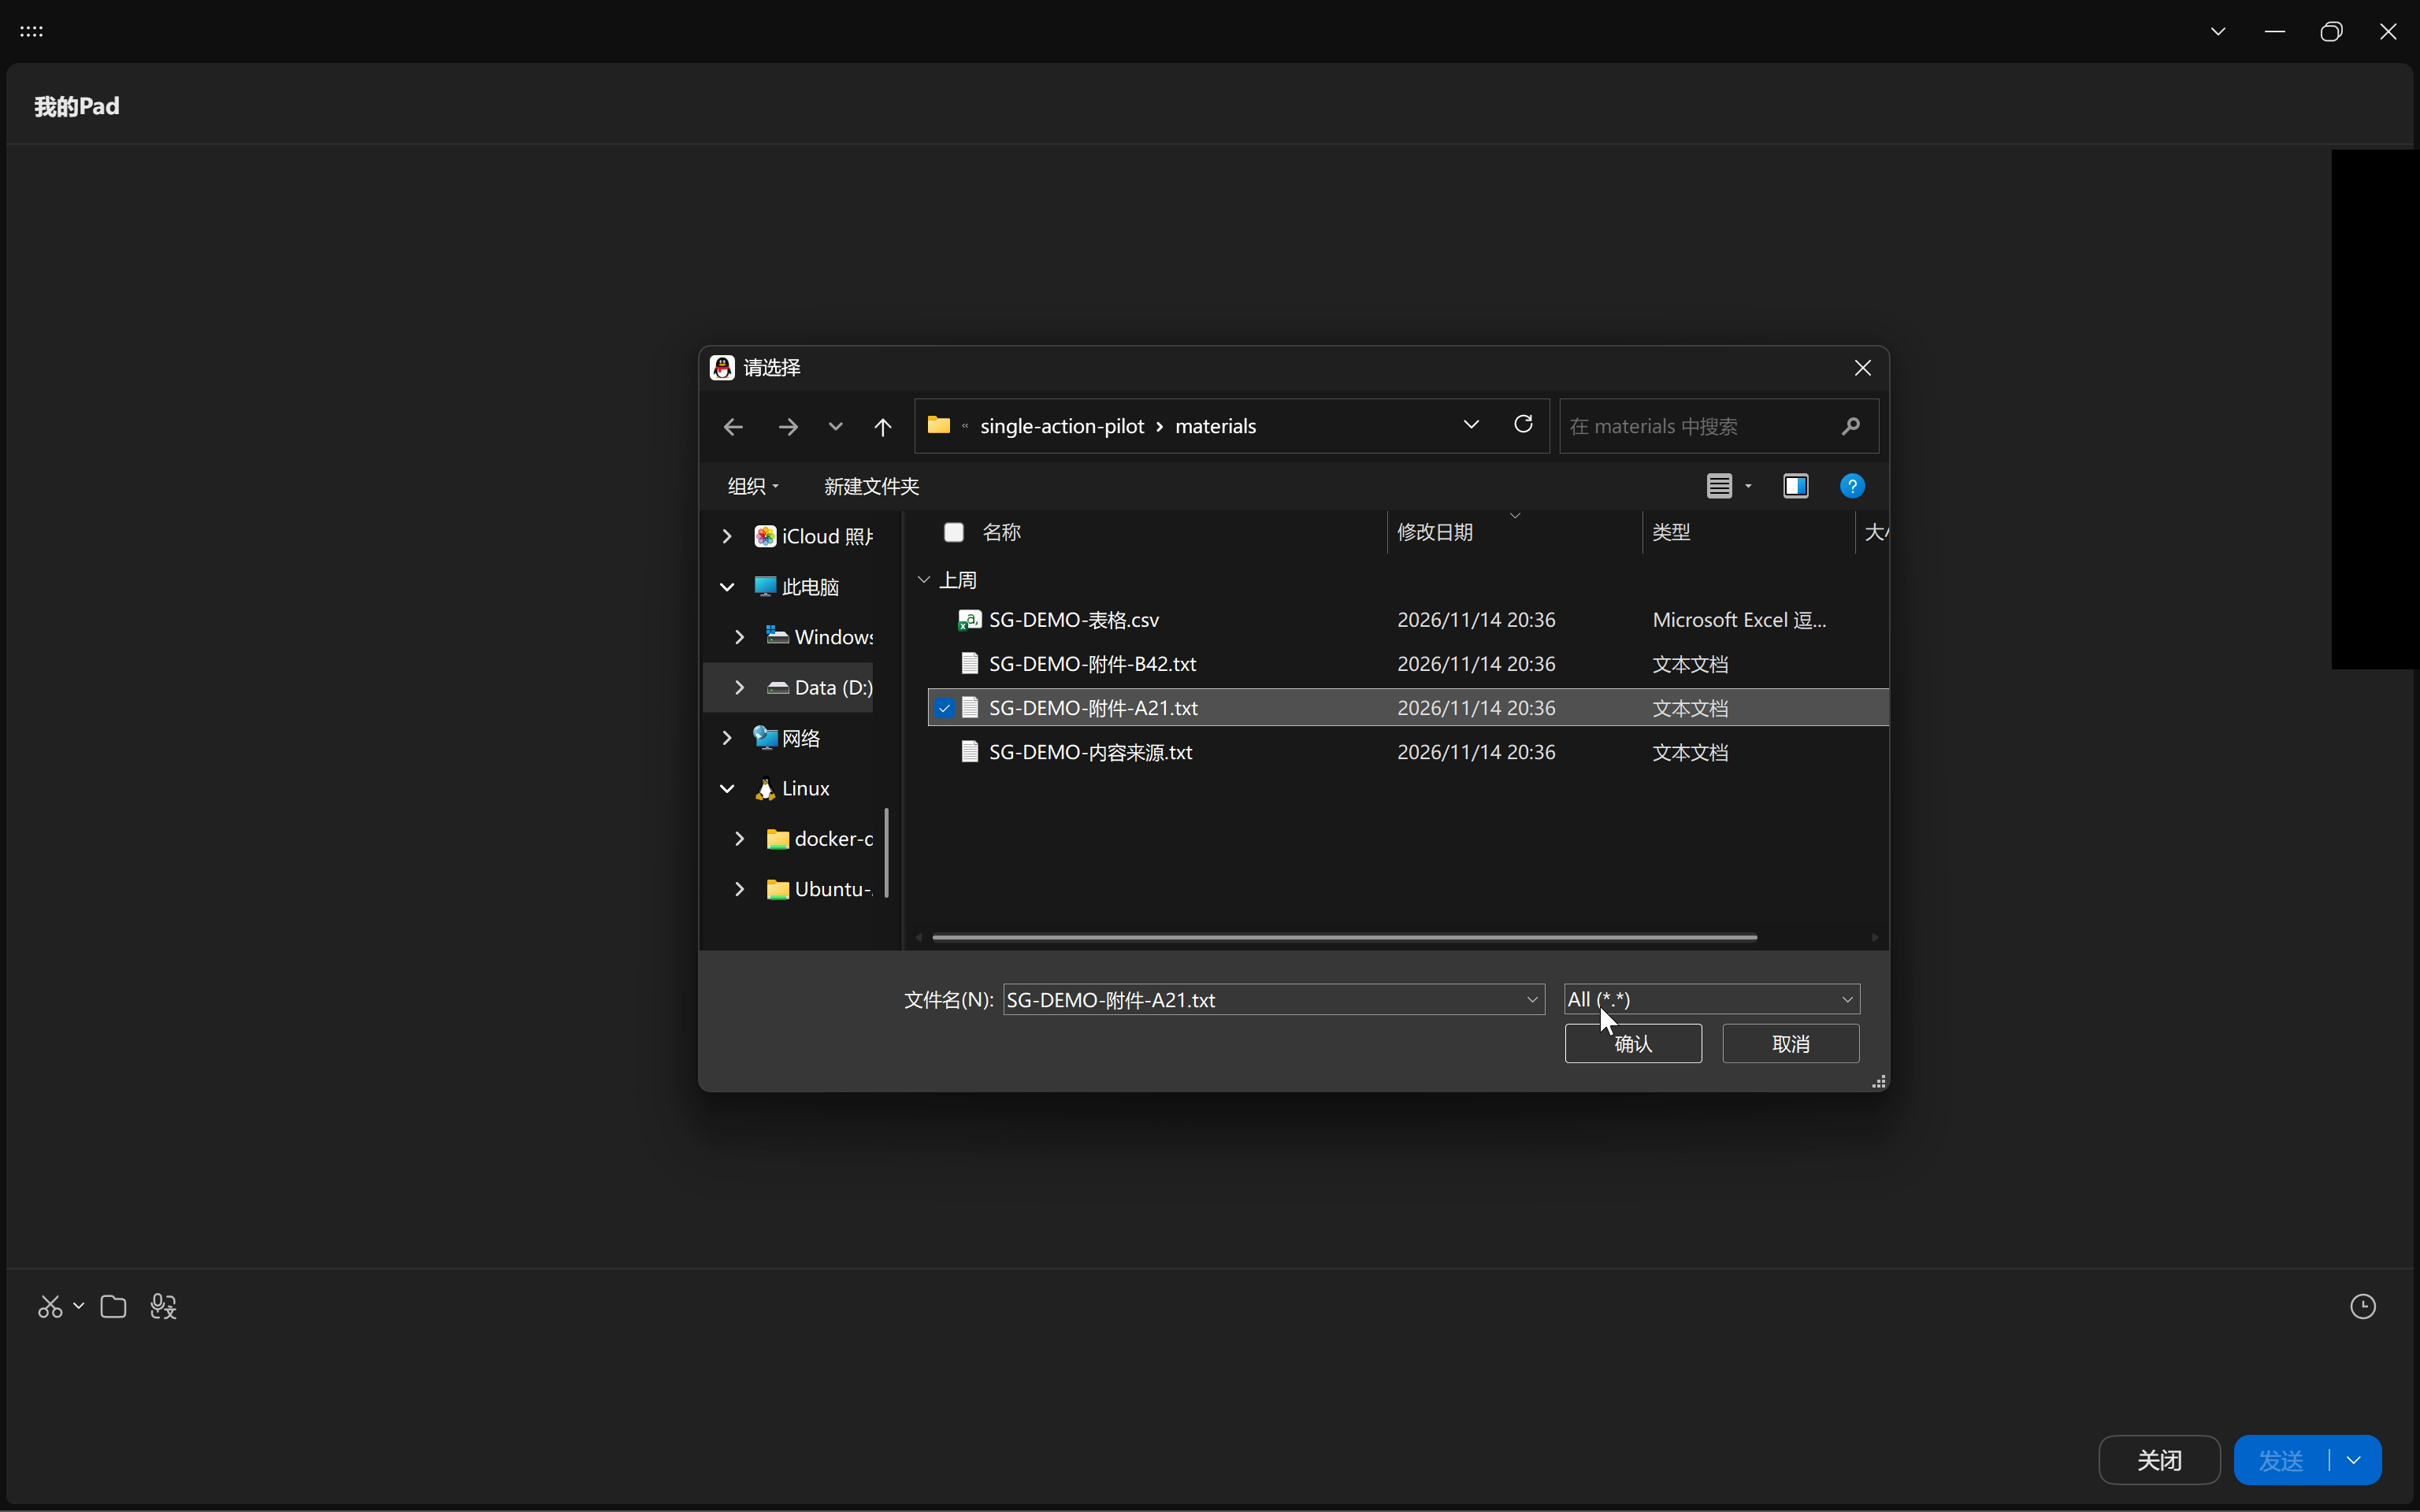 我的Pad
请选择
« single-action-pilot › materials
在 materials 中搜索
组织
新建文件夹
iCloud 照片
此电脑
Windows
Data (D:)
网络
Linux
docker-d
Ubuntu-
名称 修改日期 类型 大小
上周
SG-DEMO-表格.csv 2026/11/14 20:36 Microsoft Excel 逗...
SG-DEMO-附件-B42.txt 2026/11/14 20:36 文本文档
SG-DEMO-附件-A21.txt 2026/11/14 20:36 文本文档
SG-DEMO-内容来源.txt 2026/11/14 20:36 文本文档
文件名(N): SG-DEMO-附件-A21.txt All (*.*)
确认 取消
关闭 发送